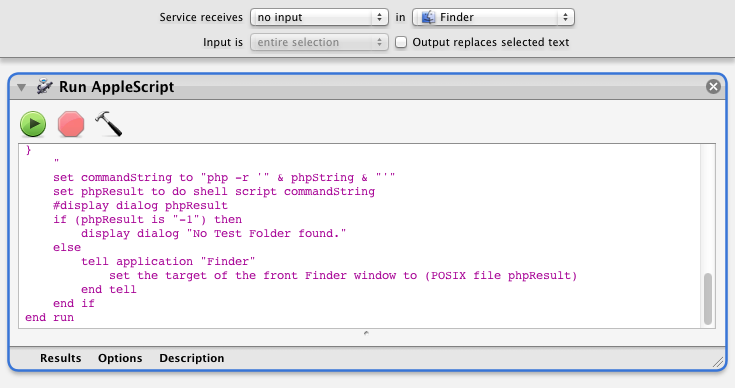 Service receives no input in Finder
Input is entire selection Output replaces selected text
Run AppleScript
}
"
set commandString to "php -r '" & phpString & "'"
set phpResult to do shell script commandString
#display dialog phpResult
if (phpResult is "-1") then
display dialog "No Test Folder found."
else
tell application "Finder"
set the target of the front Finder window to (POSIX file phpResult)
end tell
end if
end run
Results Options Description